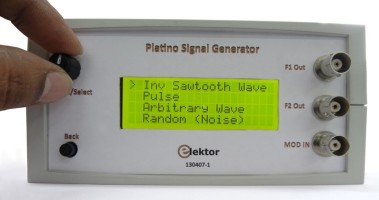 Platino Signal Generator
F1 Out
> Inv Sawtooth Wave
Pulse
Arbitrary Wave
Random (Noise)
/Select
F2 Out
Back
MOD IN
elektor
130407-1